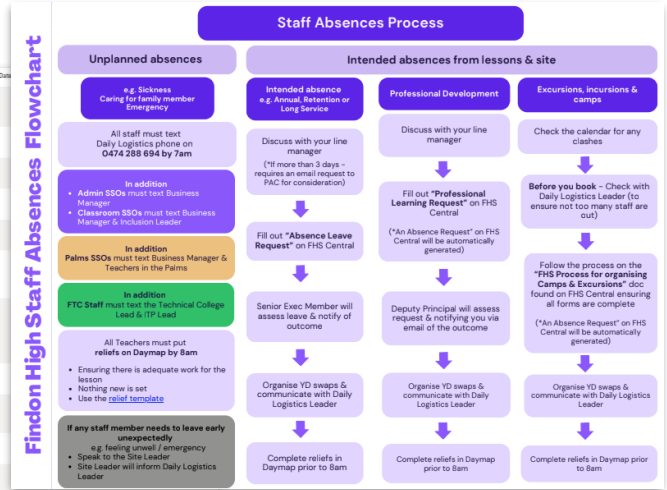 Date
Findon High Staff Absences Flowchart
Staff Absences Process
Unplanned absences
e.g. Sickness
Caring for family member
Emergency
All staff must text
Daily Logistics phone on
0474 288 694 by 7am
In addition
• Admin SSOs must text Business
Manager
• Classroom SSOs must text Business
Manager & Inclusion Leader
In addition
Palms SSOs must text Business Manager &
Teachers in the Palms
In addition
FTC Staff must text the Technical College
Lead & ITP Lead
All Teachers must put
reliefs on Daymap by 8am
• Ensuring there is adequate work for the
lesson
• Nothing new is set
• Use the relief template
If any staff member needs to leave early
unexpectedly
e.g. feeling unwell / emergency
• Speak to the Site Leader
• Site Leader will inform Daily Logistics
Leader
Intended absences from lessons & site
Intended absence
e.g. Annual, Retention or
Long Service
Discuss with your line
manager
(*If more than 3 days -
requires an email request to
PAC for consideration)
Fill out "Absence Leave
Request" on FHS Central
Senior Exec Member will
assess leave & notify of
outcome
Organise YD swaps &
communicate with Daily
Logistics Leader
Complete reliefs in
Daymap prior to 8am
Professional Development
Discuss with your line
manager
Fill out "Professional
Learning Request" on FHS
Central
(*An Absence Request" on FHS
Central will be automatically
generated)
Deputy Principal will assess
request & notifying you via
email of the outcome
Organise YD swaps &
communicate with Daily
Logistics Leader
Complete reliefs in Daymap
prior to 8am
Excursions, incursions &
camps
Check the calendar for any
clashes
Before you book - Check with
Daily Logistics Leader (to
ensure not too many staff are
out)
Follow the process on the
"FHS Process for organising
Camps & Excursions" doc
found on FHS Central ensuring
all forms are complete
(*An Absence Request" on FHS
Central will be automatically
generated)
Organise YD swaps &
communicate with Daily
Logistics Leader
Complete reliefs in Daymap
prior to 8am